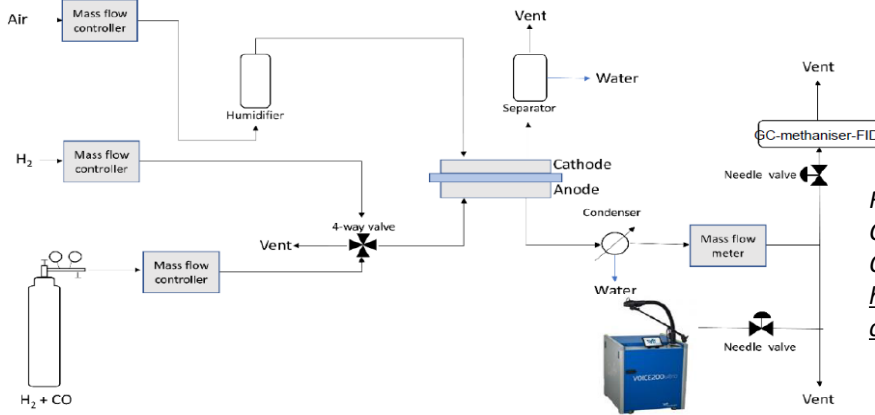 Air
Mass flow
controller
Vent
Water
Separator
Humidifier
Vent
GC-methaniser-FID
Needle valve
H₂
Mass flow
controller
Cathode
Anode
4-way valve
Vent
Condenser
Mass flow
controller
Mass flow
meter
Water
VOICE200ultra
Needle valve
H₂ + CO
Vent